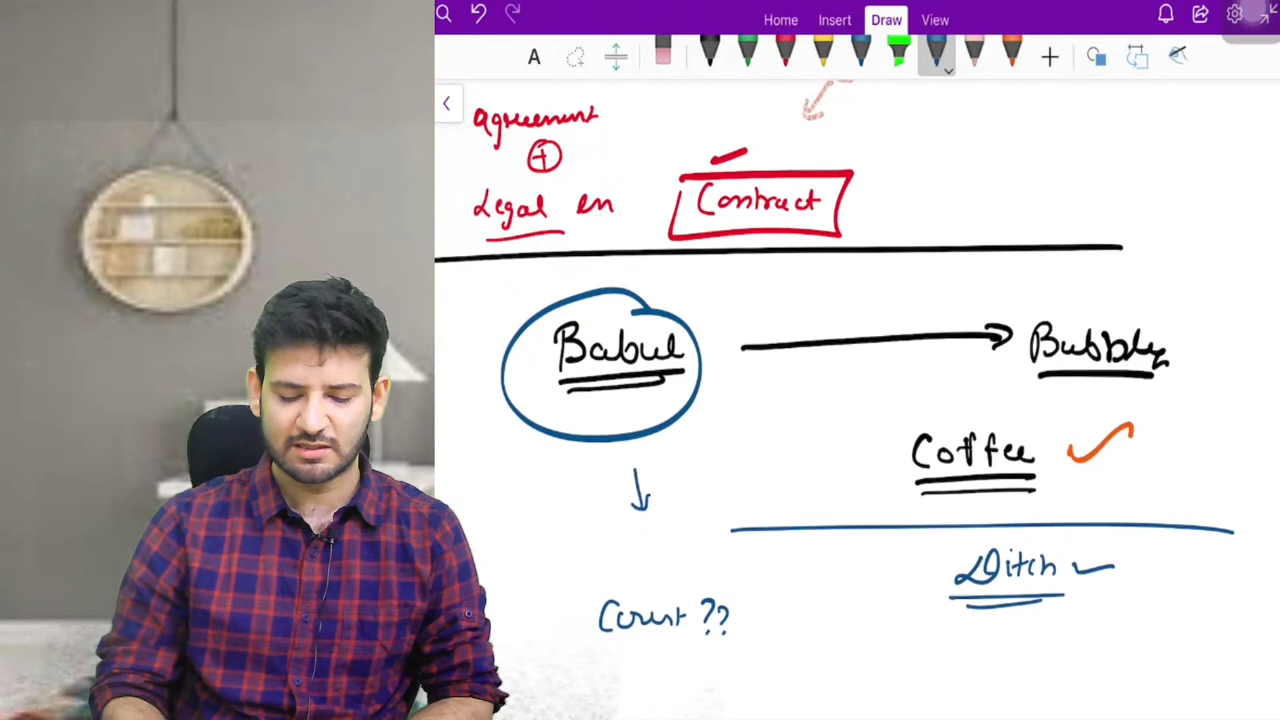 Home Insert Draw View
A
Agreement
+
Legal en
Contract
Babul
Bubbly
Coffee
Ditch
Court ??